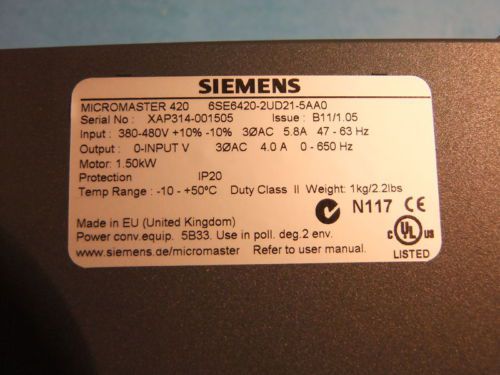 SIEMENS
MICROMASTER 420 6SE6420-2UD21-5AA0
Serial No : XAP314-001505 Issue : B11/1.05
Input : 380-480V +10% -10% 3ØAC 5.8A 47 - 63 Hz
Output : 0-INPUT V 3ØAC 4.0 A 0 - 650Hz
Motor: 1.50kW
Protection IP20
Temp Range : -10 - +50°C Duty Class II Weight: 1kg/2.2lbs
N117 CE
Made in EU (United Kingdom)
Power conv.equip. 5B33. Use in poll. deg.2 env.
www.siemens.de/micromaster Refer to user manual.
C UL US
LISTED